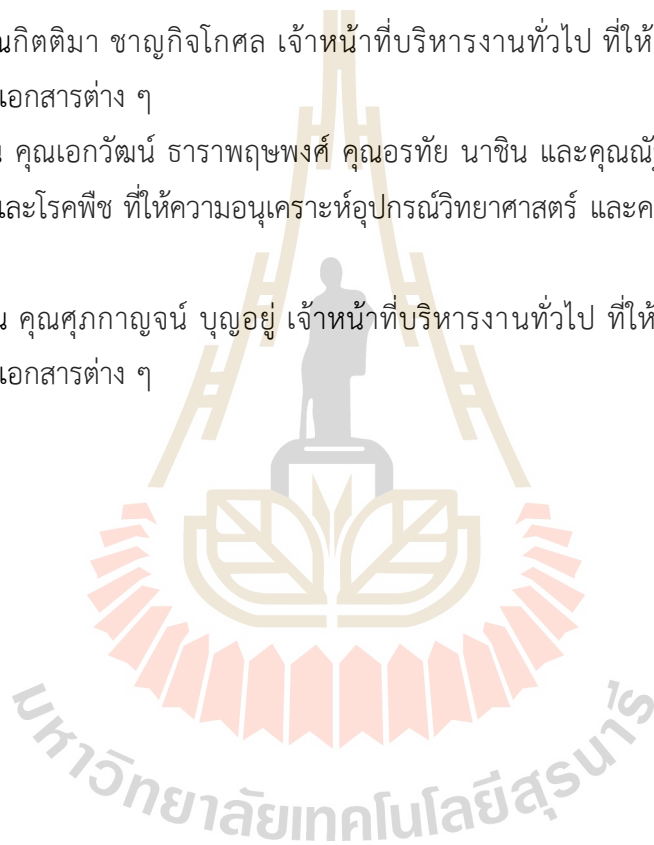 ณกิตติมา ชาญกิจโกศล เจ้าหน้าที่บริหารงานทั่วไป ที่ให้
เอกสารต่าง ๆ
คุณเอกวัฒน์ ธาราพฤษพงศ์ คุณอรทัย นาชิน และคุณณั
และโรคพืช ที่ให้ความอนุเคราะห์อุปกรณ์วิทยาศาสตร์ และค
น คุณศุภกาญจน์ บุญอยู่ เจ้าหน้าที่บริหารงานทั่วไป ที่ให้
เอกสารต่าง ๆ
มหาวิทยาลัยเทคโนโลยีสุรนารี